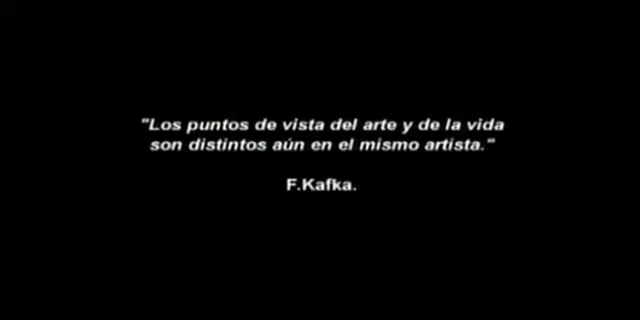 "Los puntos de vista del arte y de la vida
son distintos aún en el mismo artista."
F.Kafka.